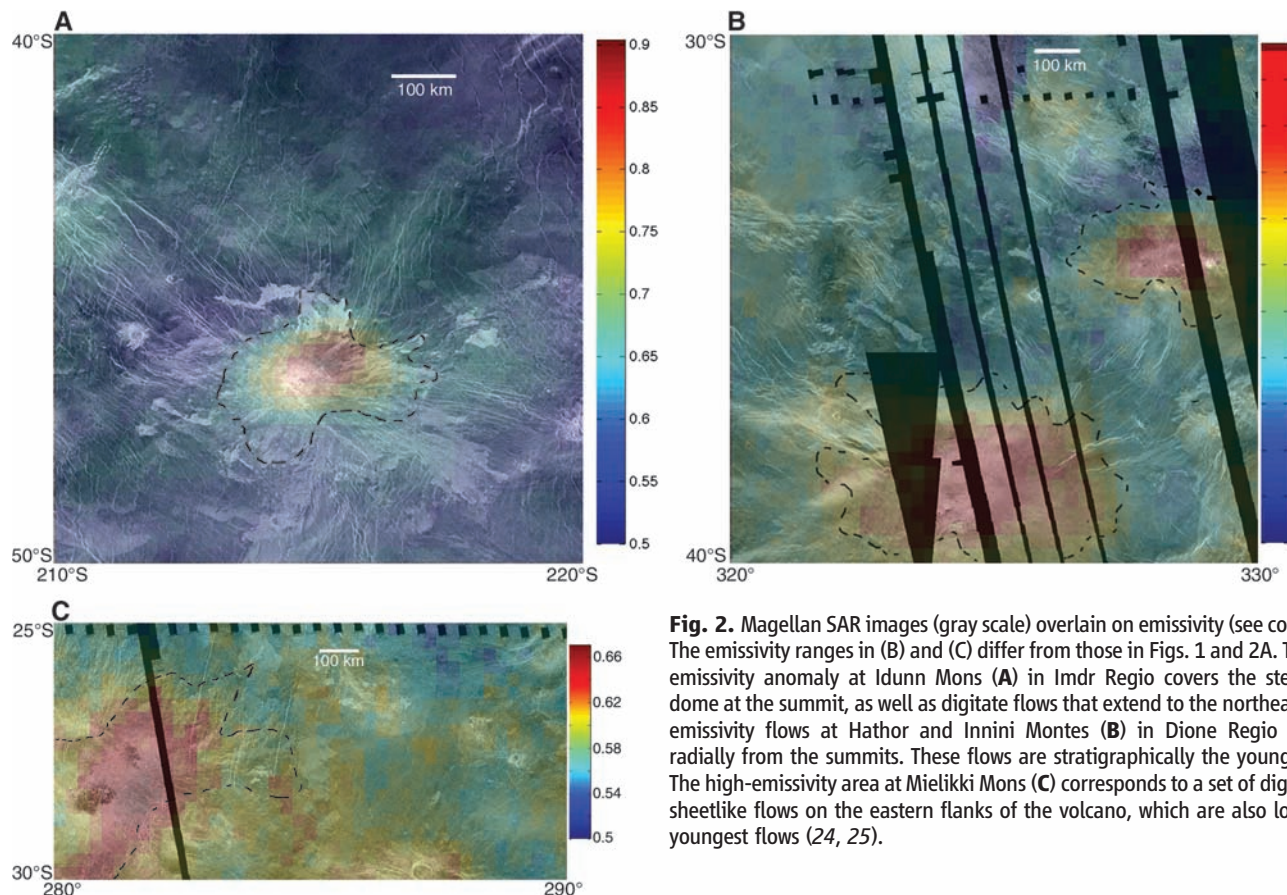 A
40°S
100 km
50°S
210°S
220°S
0.9
0.85
0.8
0.75
0.7
0.65
0.6
0.55
0.5
B
30°S
100 km
40°S
320°
330°
C
25°S
100 km
30°S
280°
290°
0.66
0.62
0.58
0.54
0.5
Fig. 2. Magellan SAR images (gray scale) overlain on emissivity (see
The emissivity ranges in (B) and (C) differ from those in Figs. 1 and 2A.
emissivity anomaly at Idunn Mons (A) in Imdr Regio covers the
dome at the summit, as well as digitate flows that extend to the
emissivity flows at Hathor and Innini Montes (B) in Dione Regio
radially from the summits. These flows are stratigraphically the
The high-emissivity area at Mielikki Mons (C) corresponds to a set of
sheetlike flows on the eastern flanks of the volcano, which are also
youngest flows (24, 25).